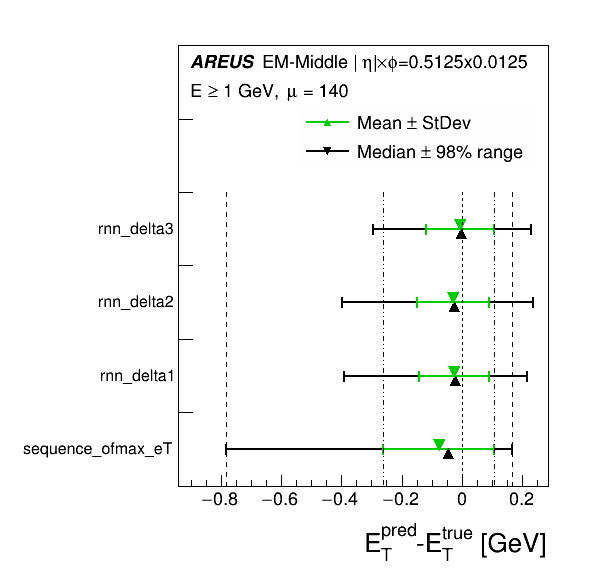 AREUS EM-Middle | η|×ϕ=0.5125x0.0125
E ≥ 1 GeV, μ = 140
Mean ± StDev
Median ± 98% range
rnn_delta3
rnn_delta2
rnn_delta1
sequence_ofmax_eT
−0.8 −0.6 −0.4 −0.2 0 0.2
E_T^pred-E_T^true [GeV]